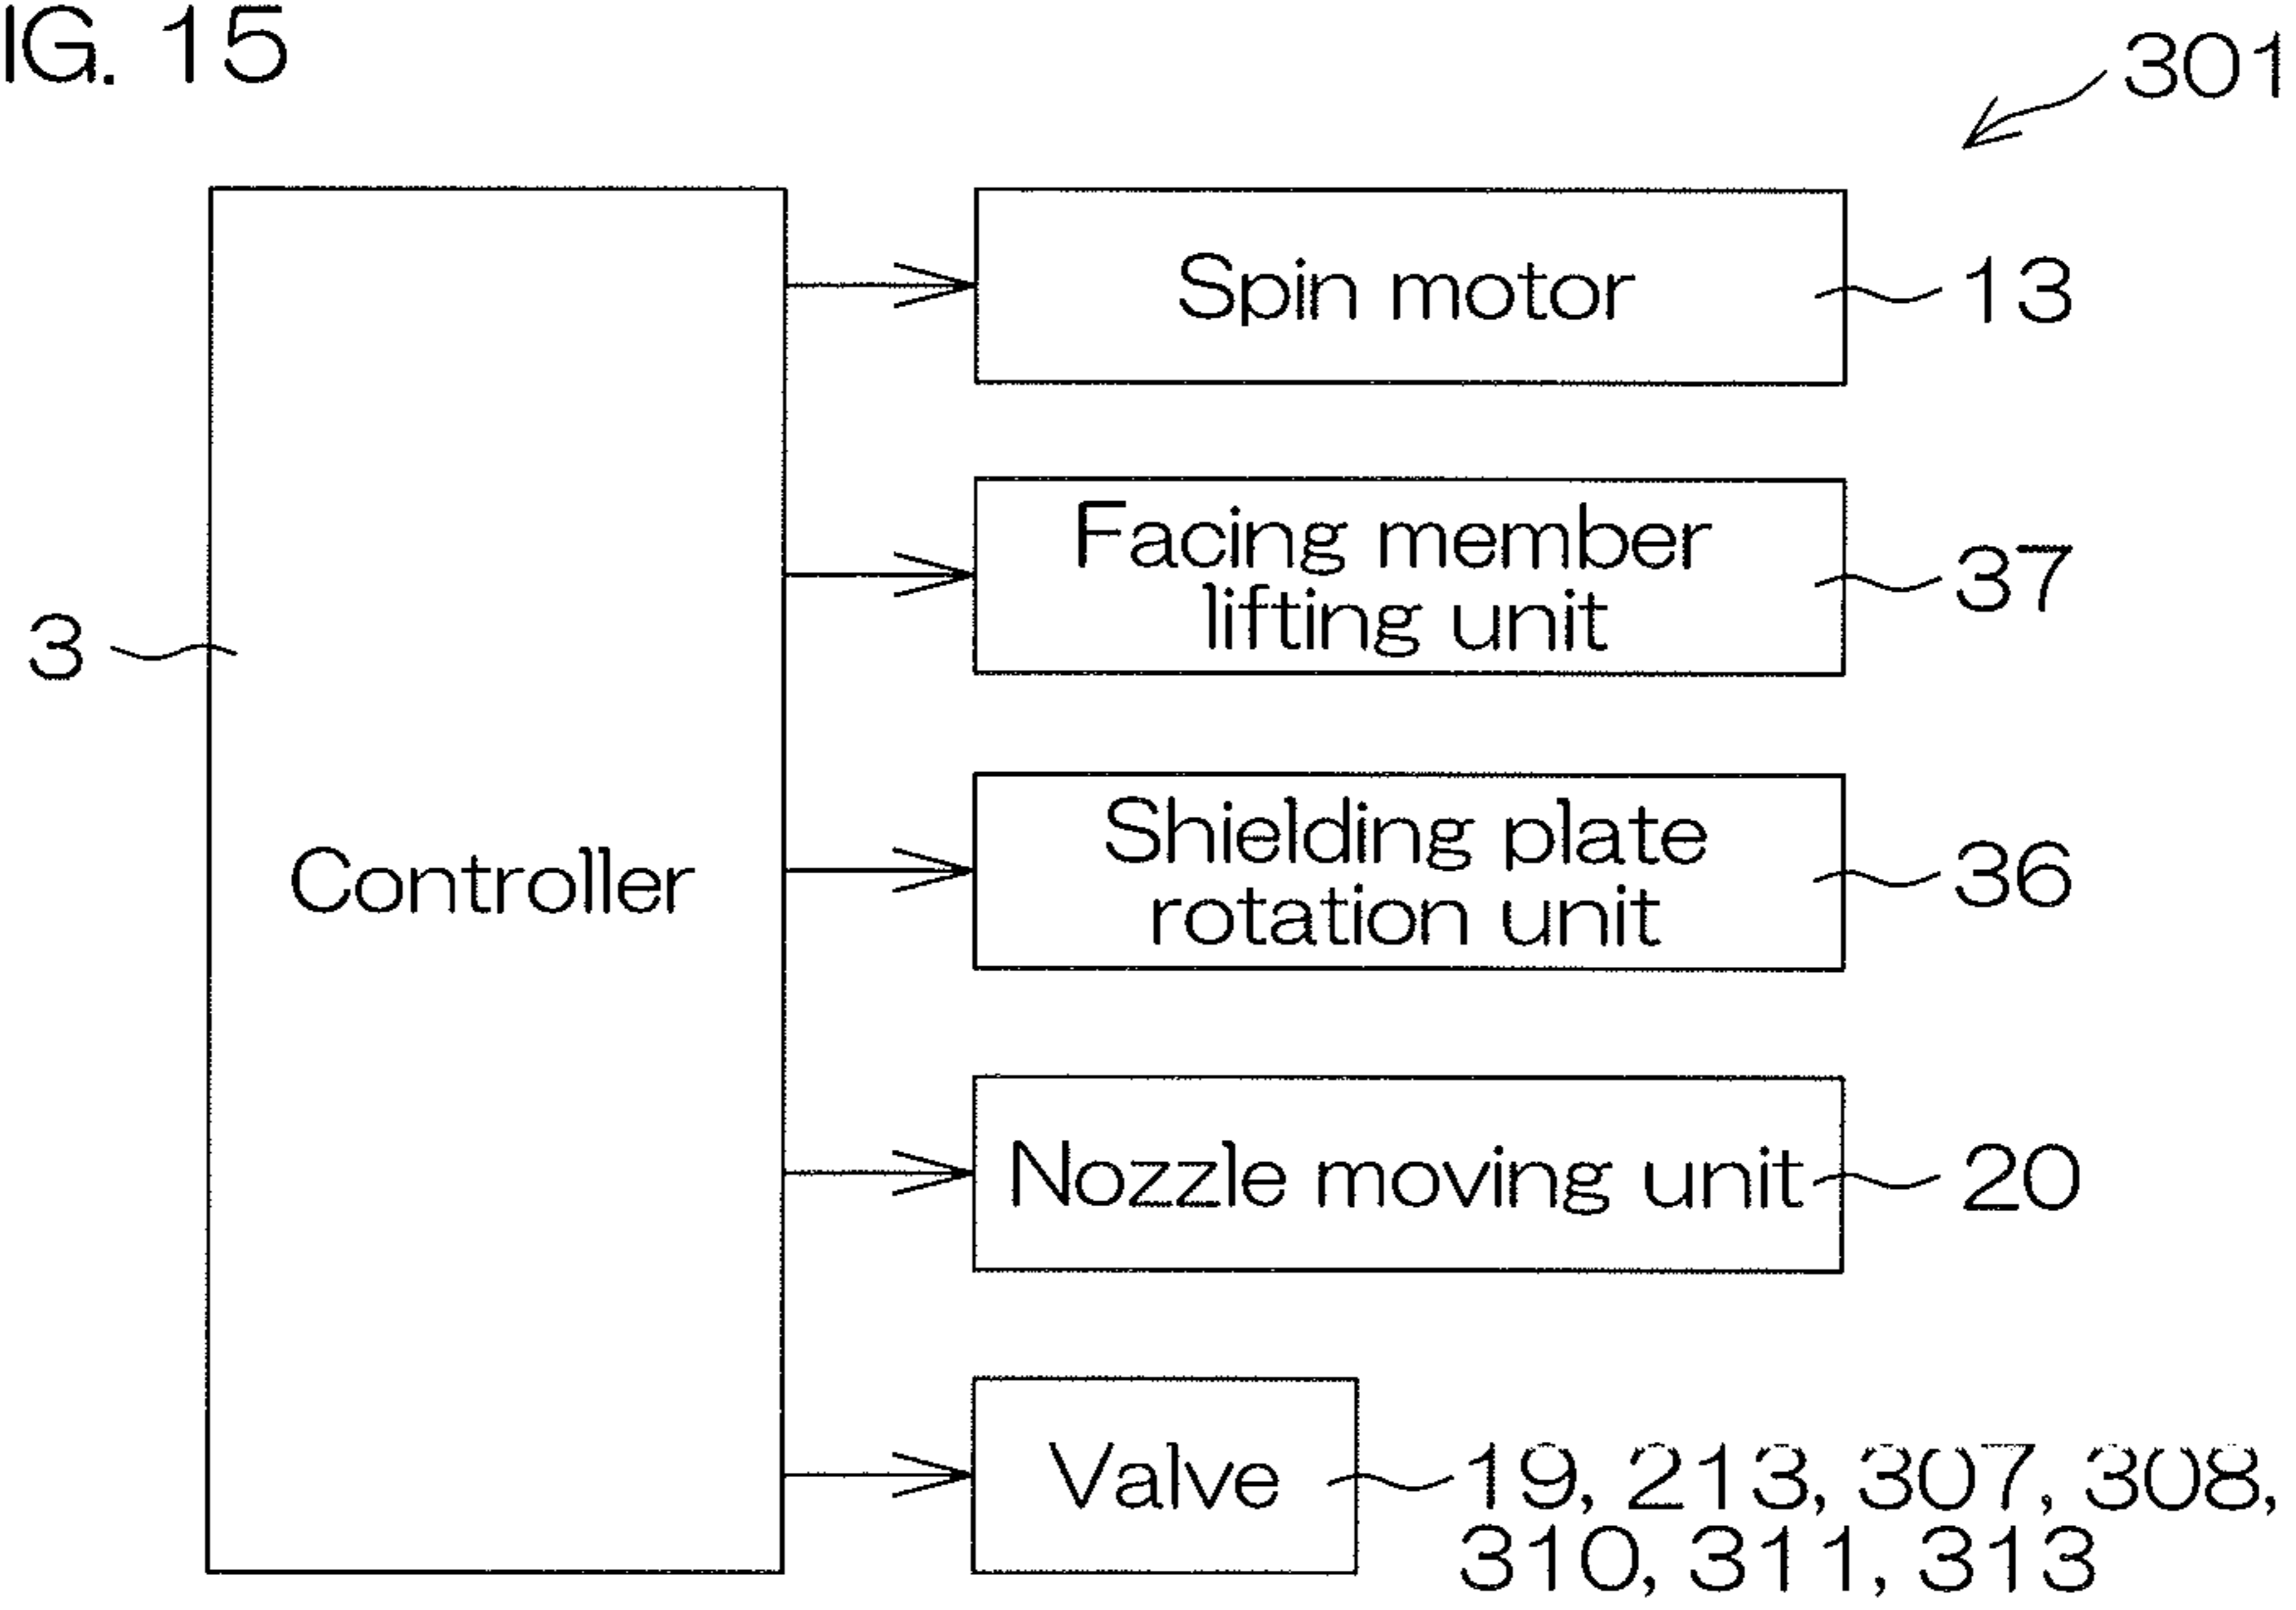 IG. 15
301
Spin motor
13
Facing member
lifting unit
37
3
Controller
Shielding plate
rotation unit
36
Nozzle moving unit
20
Valve
19, 213, 307, 308,
310, 311, 313